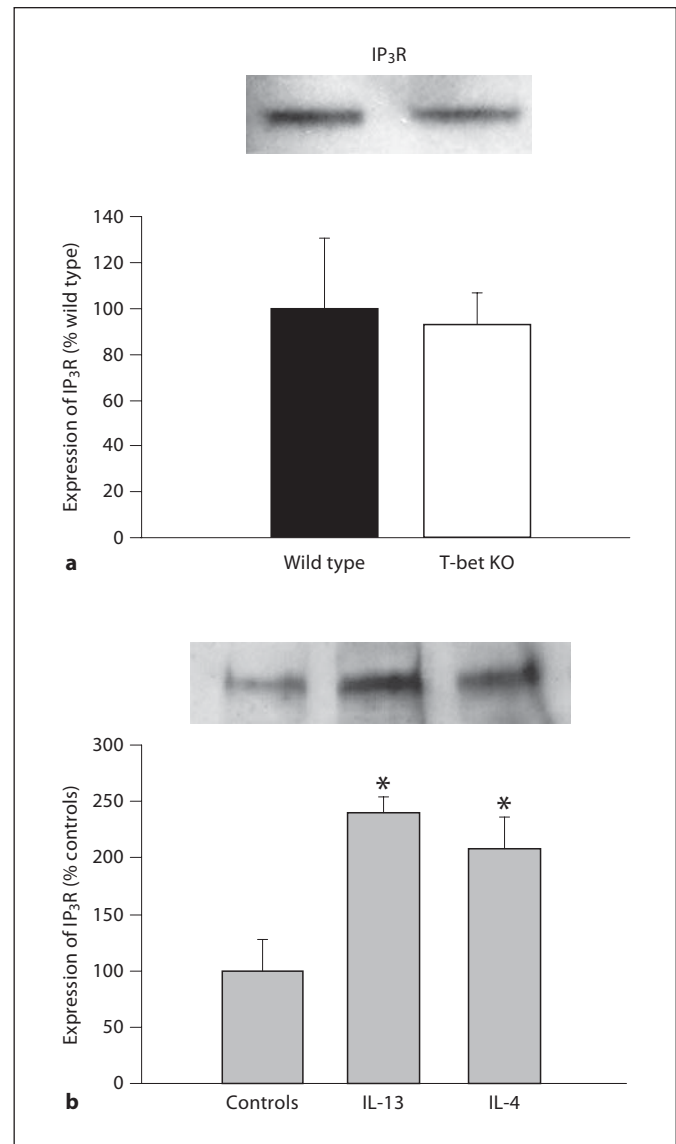 IP₃R
Expression of IP₃R (% wild type)
140
120
100
80
60
40
20
0
Wild type
T-bet KO
a
Expression of IP₃R (% controls)
300
250
200
150
100
50
0
*
*
Controls
IL-13
IL-4
b